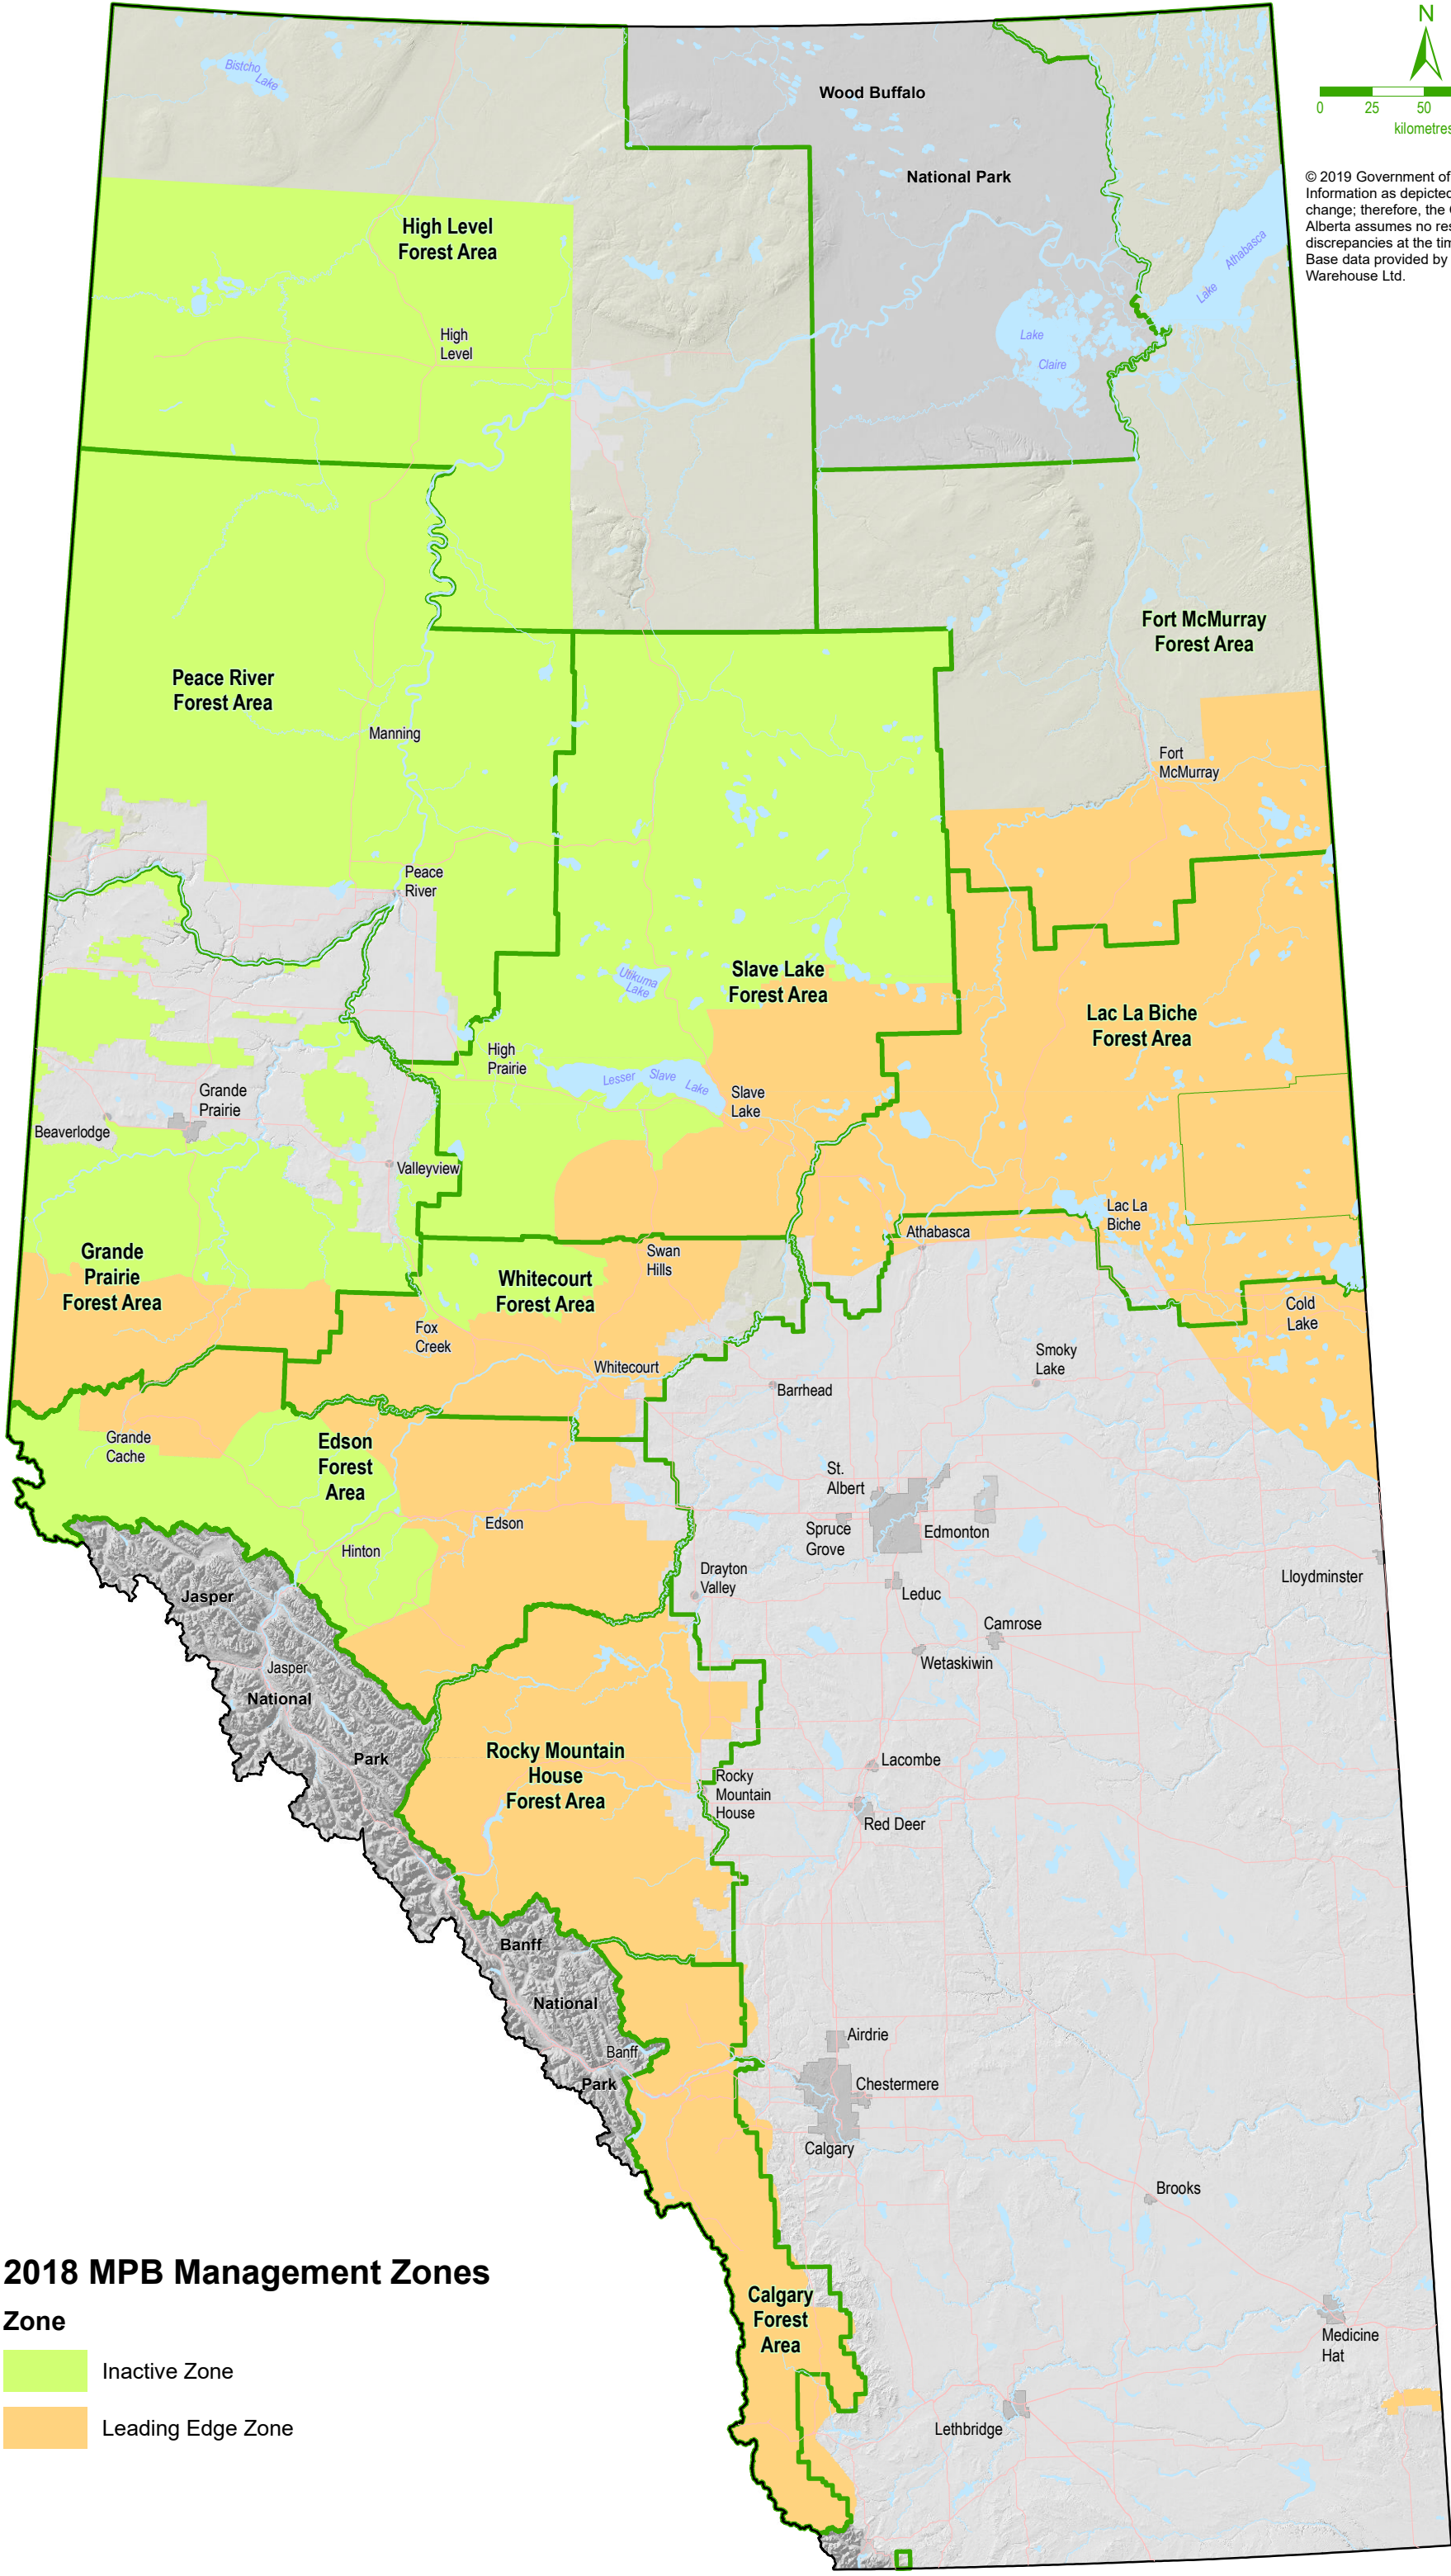 N
0 25 50
kilometres
© 2019 Government of
Information as depicted
change; therefore, the
Alberta assumes no res
discrepancies at the tim
Base data provided by
Warehouse Ltd.
Bistcho
Lake
Wood Buffalo
National Park
High Level
Forest Area
High
Level
Lake
Athabasca
Lake
Claire
Peace River
Forest Area
Manning
Fort McMurray
Forest Area
Fort
McMurray
Peace
River
Utikuma
Lake
Slave Lake
Forest Area
Lac La Biche
Forest Area
High
Prairie
Lesser Slave Lake
Slave
Lake
Grande
Prairie
Beaverlodge
Valleyview
Lac La
Biche
Athabasca
Grande
Prairie
Forest Area
Swan
Hills
Whitecourt
Forest Area
Cold
Lake
Fox
Creek
Whitecourt
Smoky
Lake
Barrhead
Grande
Cache
Edson
Forest
Area
St.
Albert
Edson
Spruce
Grove
Edmonton
Hinton
Drayton
Valley
Leduc
Lloydminster
Jasper
Camrose
Wetaskiwin
Jasper
National
Park
Rocky Mountain
House
Forest Area
Lacombe
Rocky
Mountain
House
Red Deer
Banff
National
Airdrie
Banff
Park
Chestermere
Calgary
Brooks
2018 MPB Management Zones
Zone
Inactive Zone
Leading Edge Zone
Calgary
Forest
Area
Medicine
Hat
Lethbridge